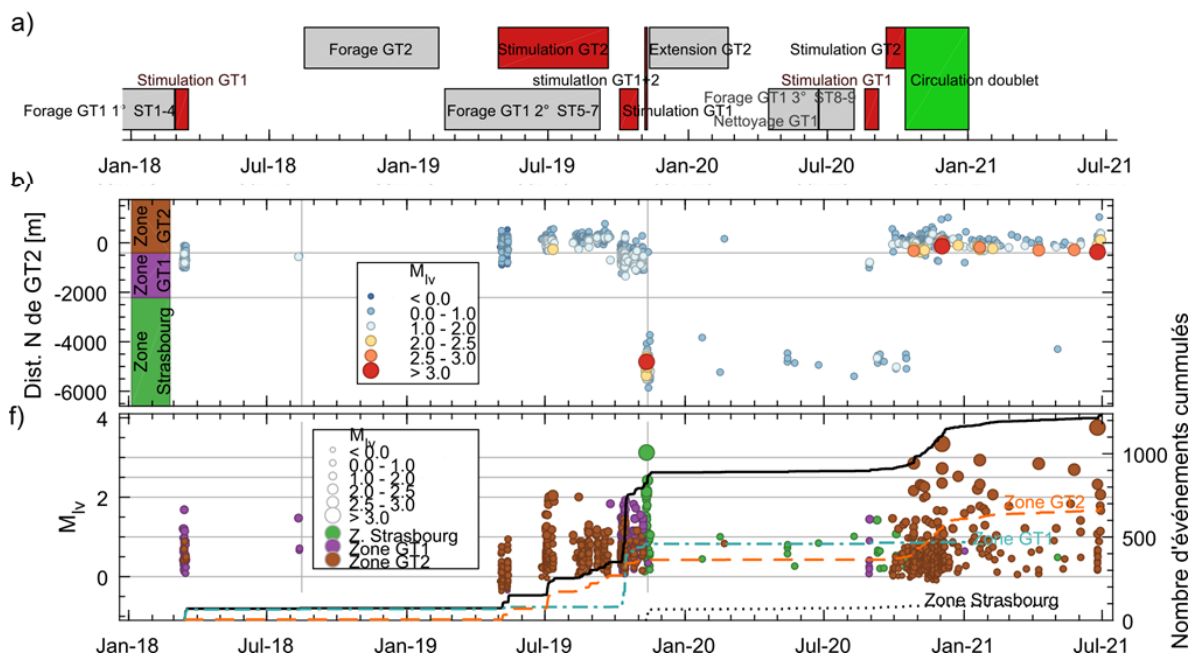 a)
Forage GT2
Stimulation GT2
Extension GT2
Stimulation GT2
Stimulation GT1
stimulatIon GT1+2
Stimulation GT1
Circulation doublet
Forage GT1 1° ST1-4
Forage GT1 2° ST5-7
Stimulation GT1
Forage GT1 3° ST8-9
Nettoyage GT1
Jan-18 Jul-18 Jan-19 Jul-19 Jan-20 Jul-20 Jan-21 Jul-21
b)
Dist. N de GT2 [m]
0
-2000
-4000
-6000
Zone GT2
Zone GT1
Zone Strasbourg
Mlv
< 0.0
0.0 - 1.0
1.0 - 2.0
2.0 - 2.5
2.5 - 3.0
> 3.0
f)
Mlv
4
2
2
0
Mlv
< 0.0
0.0 - 1.0
1.0 - 2.0
2.0 - 2.5
2.5 - 3.0
> 3.0
Z. Strasbourg
Zone GT1
Zone GT2
Zone GT2
Zone GT1
Zone Strasbourg
1000
500
0
Nombre d'événements cummulés
Jan-18 Jul-18 Jan-19 Jul-19 Jan-20 Jul-20 Jan-21 Jul-21